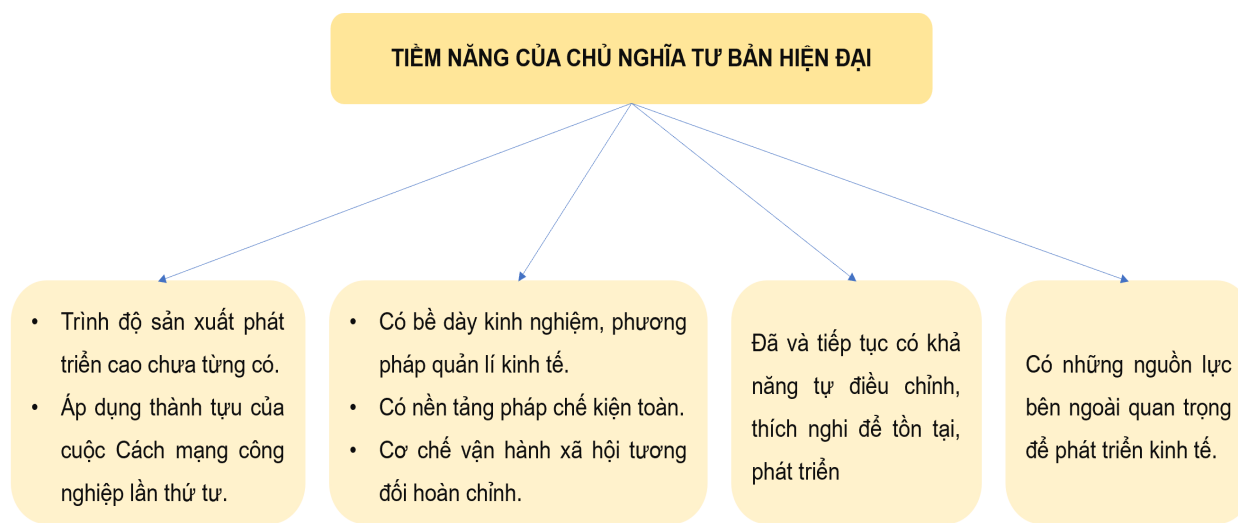 TIỀM NĂNG CỦA CHỦ NGHĨA TƯ BẢN HIỆN ĐẠI
• Trình độ sản xuất phát
triển cao chưa từng có.
• Áp dụng thành tựu của
cuộc Cách mạng công
nghiệp lần thứ tư.
• Có bề dày kinh nghiệm, phương
pháp quản lí kinh tế.
• Có nền tảng pháp chế kiện toàn.
• Cơ chế vận hành xã hội tương
đối hoàn chỉnh.
Đã và tiếp tục có khả
năng tự điều chỉnh,
thích nghi để tồn tại,
phát triển
Có những nguồn lực
bên ngoài quan trọng
để phát triển kinh tế.